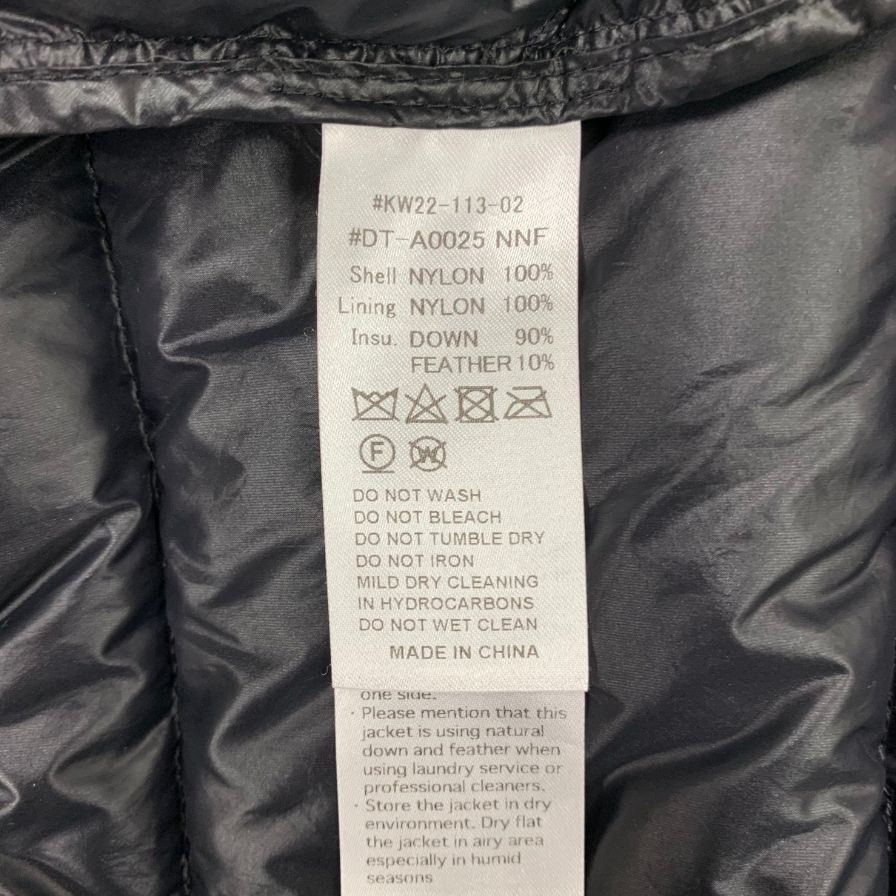 #KW22-113-02
#DT-A0025 NNF
Shell NYLON 100%
Lining NYLON 100%
Insu. DOWN 90%
FEATHER 10%
F W
DO NOT WASH
DO NOT BLEACH
DO NOT TUMBLE DRY
DO NOT IRON
MILD DRY CLEANING
IN HYDROCARBONS
DO NOT WET CLEAN
MADE IN CHINA
one side.
· Please mention that this
jacket is using natural
down and feather when
using laundry service or
professional cleaners.
· Store the jacket in dry
environment. Dry flat
the jacket in airy area
especially in humid
seasons